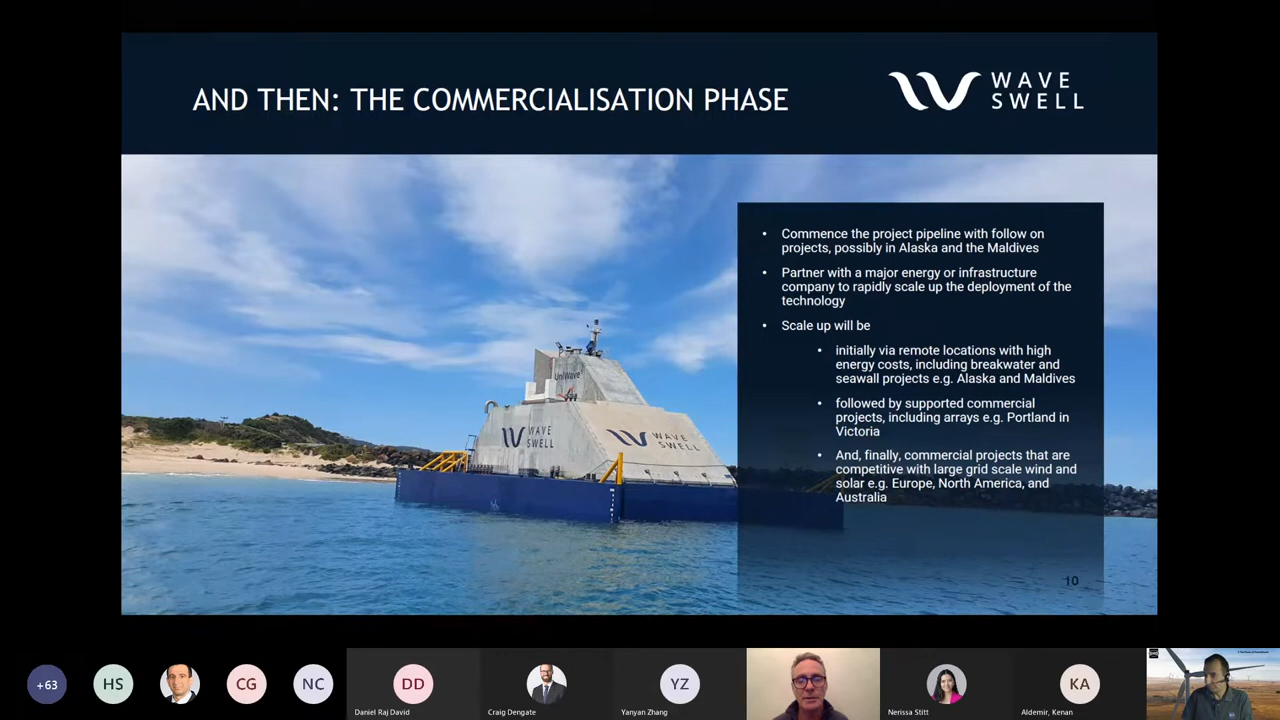 AND THEN: THE COMMERCIALISATION PHASE
WAVE
SWELL
• Commence the project pipeline with follow on
projects, possibly in Alaska and the Maldives
• Partner with a major energy or infrastructure
company to rapidly scale up the deployment of the
technology
• Scale up will be
• initially via remote locations with high
energy costs, including breakwater and
seawall projects e.g. Alaska and Maldives
• followed by supported commercial
projects, including arrays e.g. Portland in
Victoria
• And, finally, commercial projects that are
competitive with large grid scale wind and
solar e.g. Europe, North America, and
Australia
UniWave
WAVE
SWELL
WAVE
SWELL
10
+63
HS
CG
NC
DD
Daniel Raj David
Craig Dengate
YZ
Yanyan Zhang
Nerissa Stitt
KA
Aldemir, Kenan